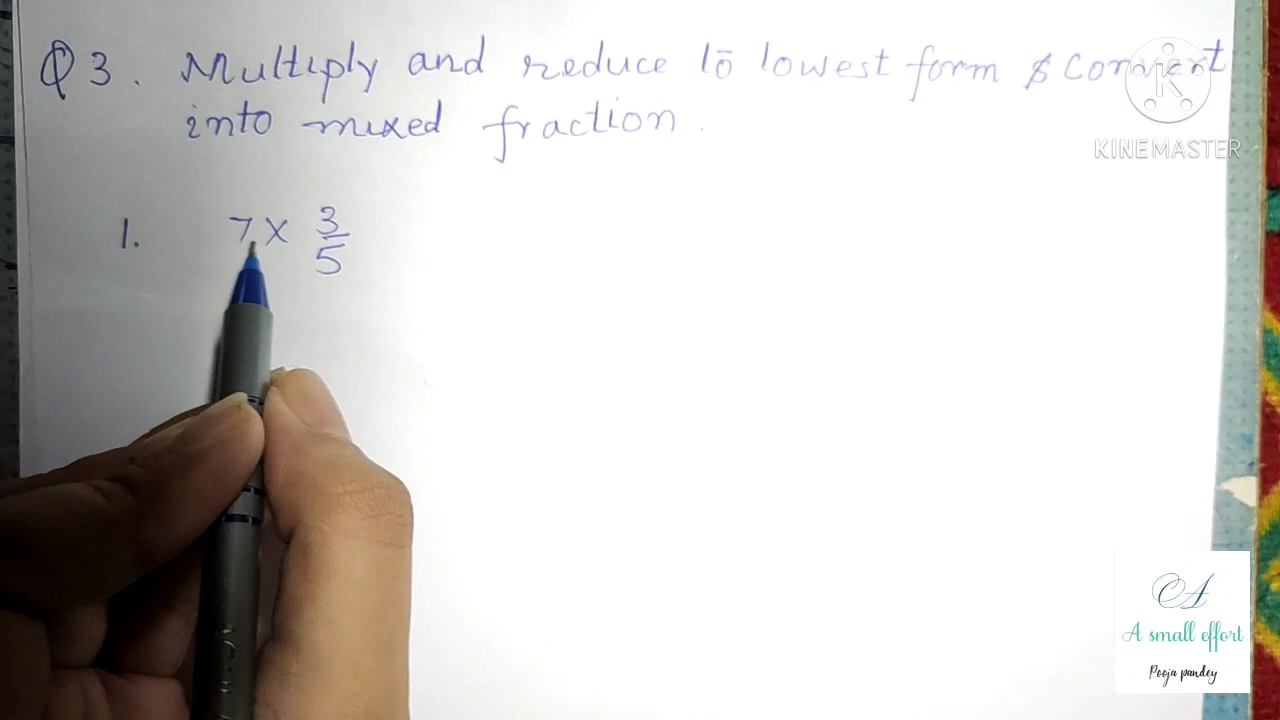 Q 3. Multiply and reduce to lowest form & convert
into mixed fraction.
K
KINEMASTER
1. 7 × 3/5
A
A small effort
Pooja pandey